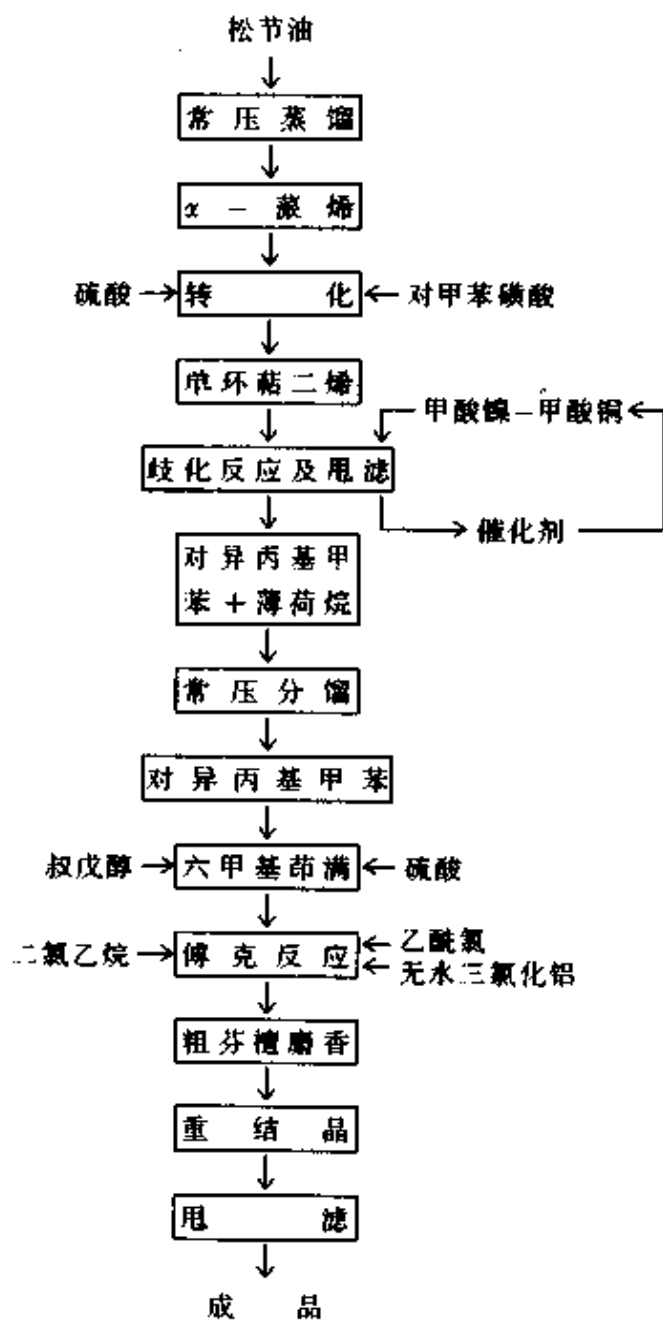 松节油
常压蒸馏
α-蒎烯
硫酸
转化
对甲苯磺酸
单环萜二烯
甲酸镍-甲酸铜
歧化反应及甩滤
催化剂
对异丙基甲
苯+薄荷烷
常压分馏
对异丙基甲苯
叔戊醇
六甲基茚满
硫酸
二氯乙烷
傅克反应
乙酰氯
无水三氯化铝
粗芬檀麝香
重结晶
甩滤
成品